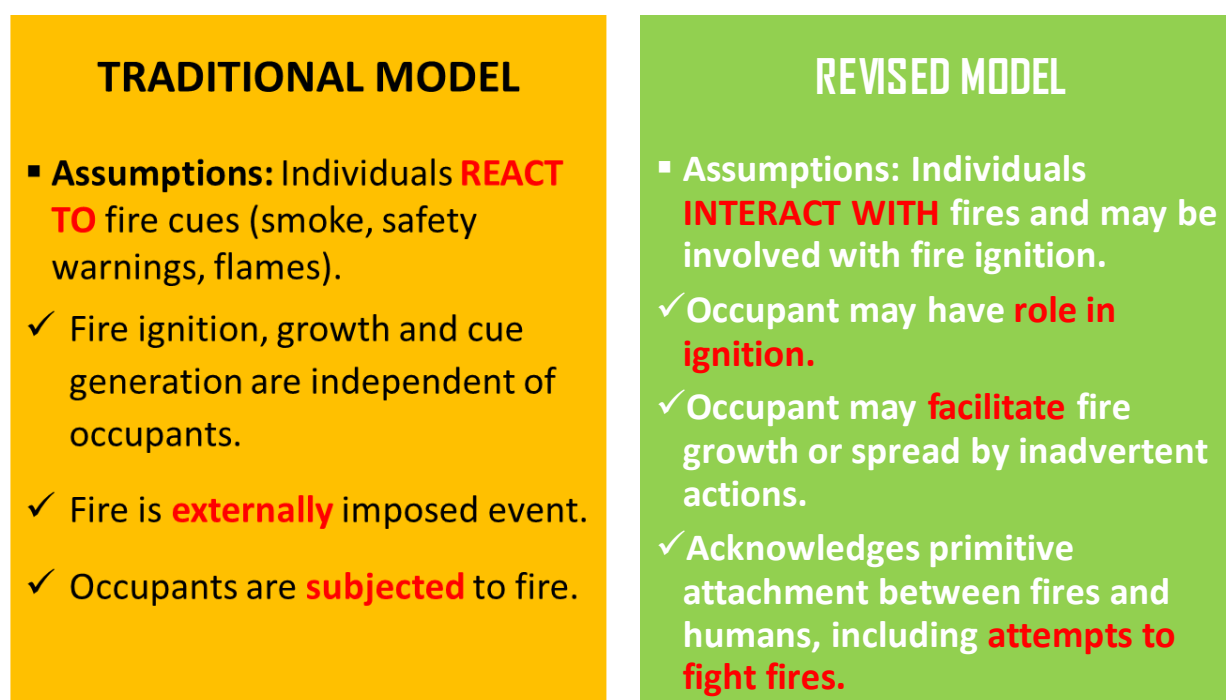 TRADITIONAL MODEL
▪ Assumptions: Individuals REACT
TO fire cues (smoke, safety
warnings, flames).
✓ Fire ignition, growth and cue
generation are independent of
occupants.
✓ Fire is externally imposed event.
✓ Occupants are subjected to fire.
REVISED MODEL
▪ Assumptions: Individuals
INTERACT WITH fires and may be
involved with fire ignition.
✓Occupant may have role in
ignition.
✓Occupant may facilitate fire
growth or spread by inadvertent
actions.
✓Acknowledges primitive
attachment between fires and
humans, including attempts to
fight fires.